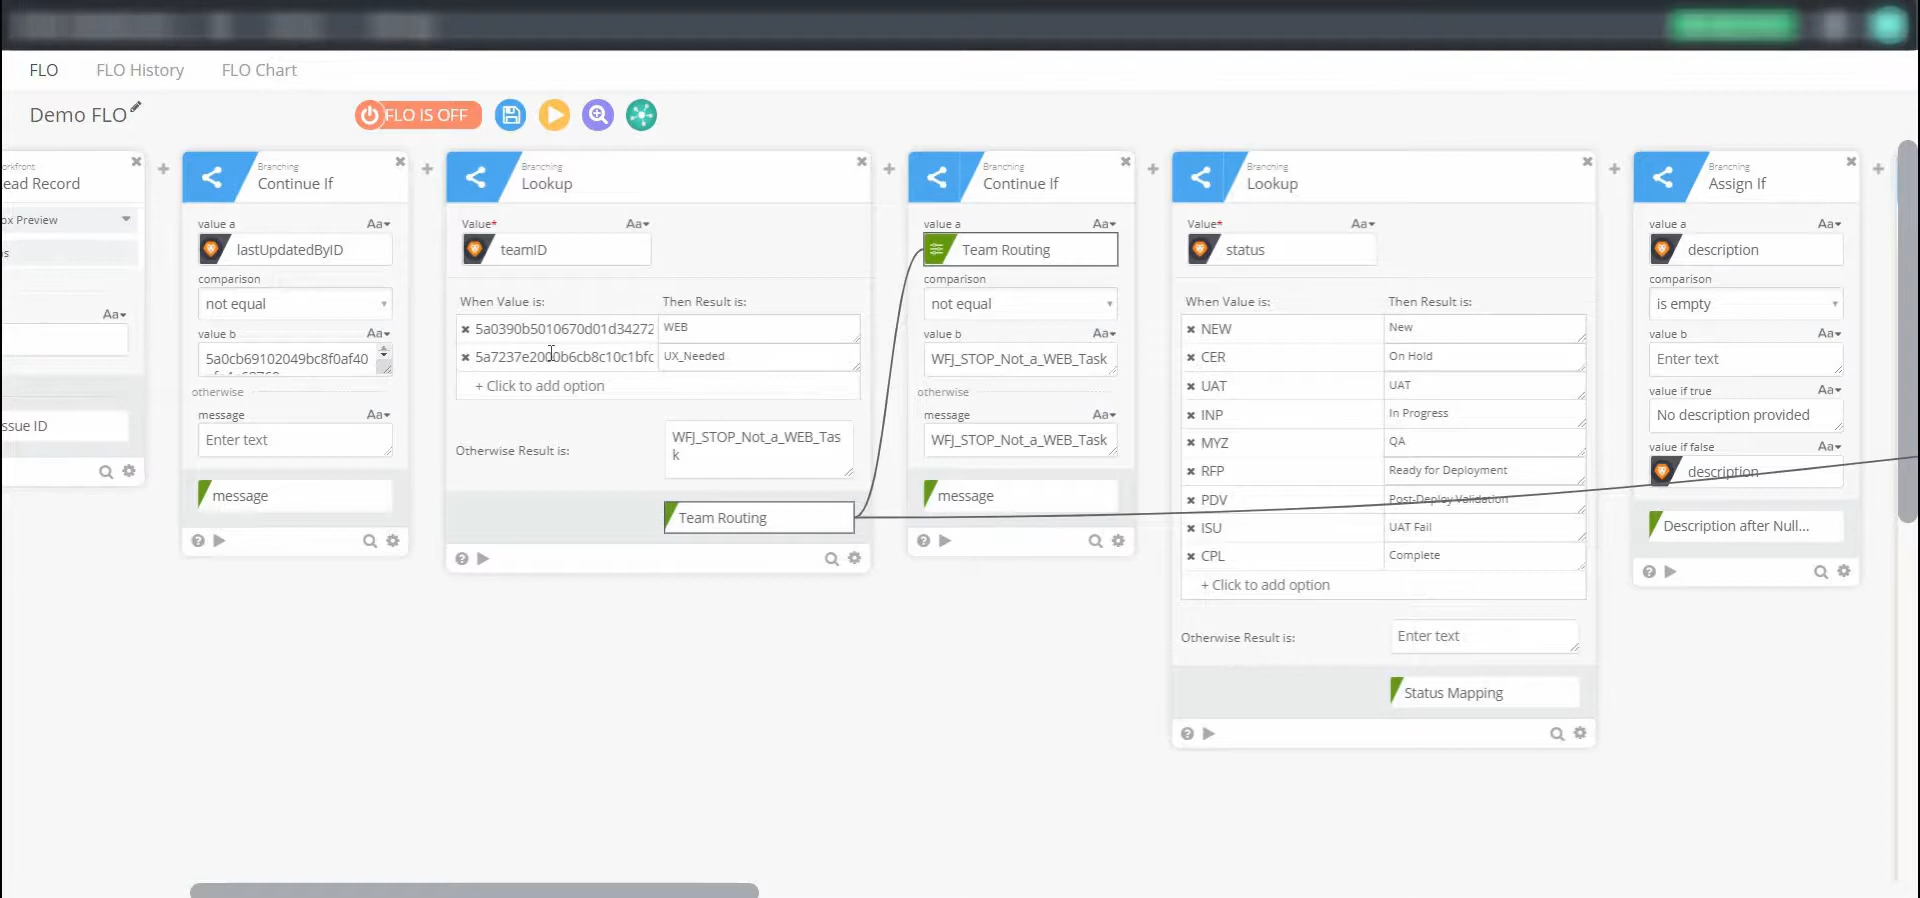 FLO
FLO History
FLO Chart
Demo FLO
FLO IS OFF
orkfront
ead Record
ox Preview
s
Aa
ssue ID
Branching
Continue If
value a
Aa
lastUpdatedByID
comparison
not equal
value b
Aa
5a0cb69102049bc8f0af40
otherwise
message
Aa
Enter text
message
Branching
Lookup
Value*
Aa
teamID
When Value is:
Then Result is:
5a0390b5010670d01d34272
WEB
UX_Needed
+ Click to add option
Otherwise Result is:
WFJ_STOP_Not_a_WEB_Tas
k
Team Routing
Branching
Continue If
value a
Aa
Team Routing
comparison
not equal
value b
Aa
WFJ_STOP_Not_a_WEB_Task
otherwise
message
Aa
WFJ_STOP_Not_a_WEB_Task
message
Branching
Lookup
Value*
Aa
status
When Value is:
Then Result is:
NEW
New
CER
On Hold
UAT
UAT
INP
In Progress
MYZ
QA
RFP
Ready for Deployment
PDV
Post-Deploy Validation
ISU
UAT Fail
CPL
Complete
+ Click to add option
Otherwise Result is:
Enter text
Status Mapping
Branching
Assign If
value a
Aa
description
comparison
is empty
value b
Aa
Enter text
value if true
Aa
No description provided
value if false
Aa
description
Description after Null...